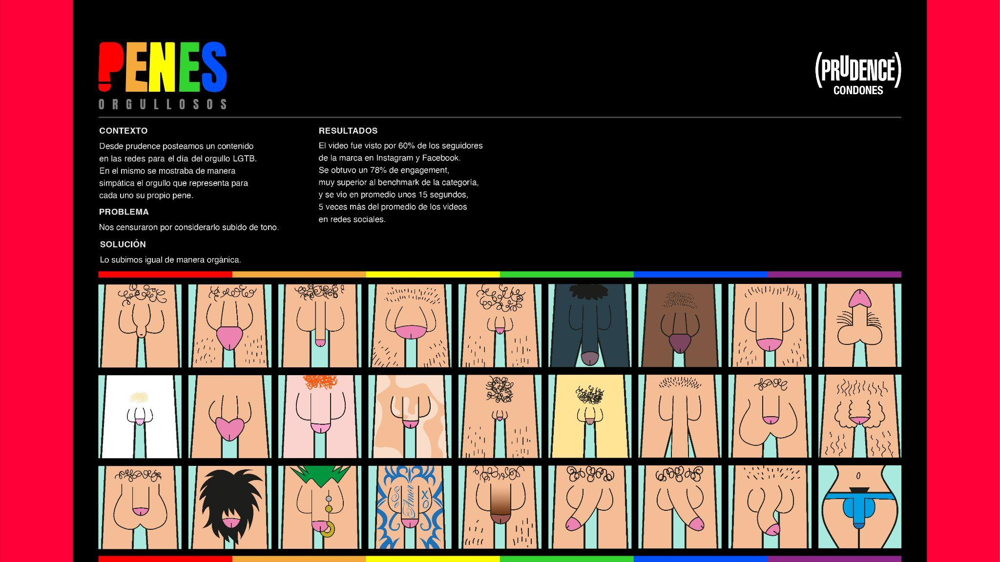 PENES
ORGULLOSOS
(PRUDENCE®)
CONDONES
CONTEXTO
Desde prudence posteamos un contenido
en las redes para el día del orgullo LGTB.
En el mismo se mostraba de manera
simpática el orgullo que representa para
cada uno su propio pene.
PROBLEMA
Nos censuraron por considerarlo subido de tono.
SOLUCIÓN
Lo subimos igual de manera orgánica.
RESULTADOS
El video fue visto por 60% de los seguidores
de la marca en Instagram y Facebook.
Se obtuvo un 78% de engagement,
muy superior al benchmark de la categoría,
y se vio en promedio unos 15 segundos,
5 veces más del promedio de los videos
en redes sociales.
Amor
XO